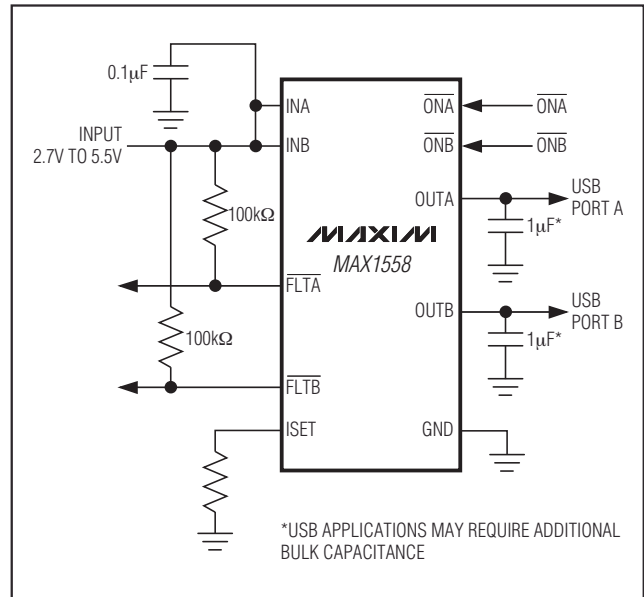 0.1μF
INPUT
2.7V TO 5.5V
100kΩ
100kΩ
INA
INB
FLTA
FLTB
ISET
MAXIM
MAX1558
ONA
ONB
OUTA
OUTB
GND
ONA
ONB
USB
PORT A
1μF*
USB
PORT B
1μF*
*USB APPLICATIONS MAY REQUIRE ADDITIONAL
BULK CAPACITANCE